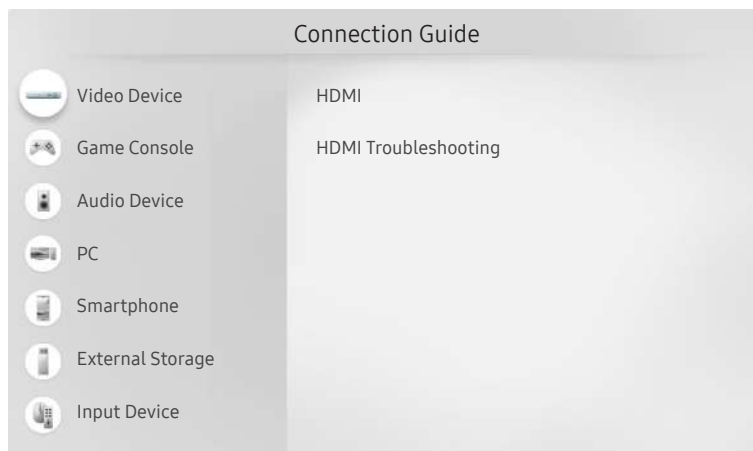 Connection Guide
Video Device
HDMI
Game Console
HDMI Troubleshooting
Audio Device
PC
Smartphone
External Storage
Input Device